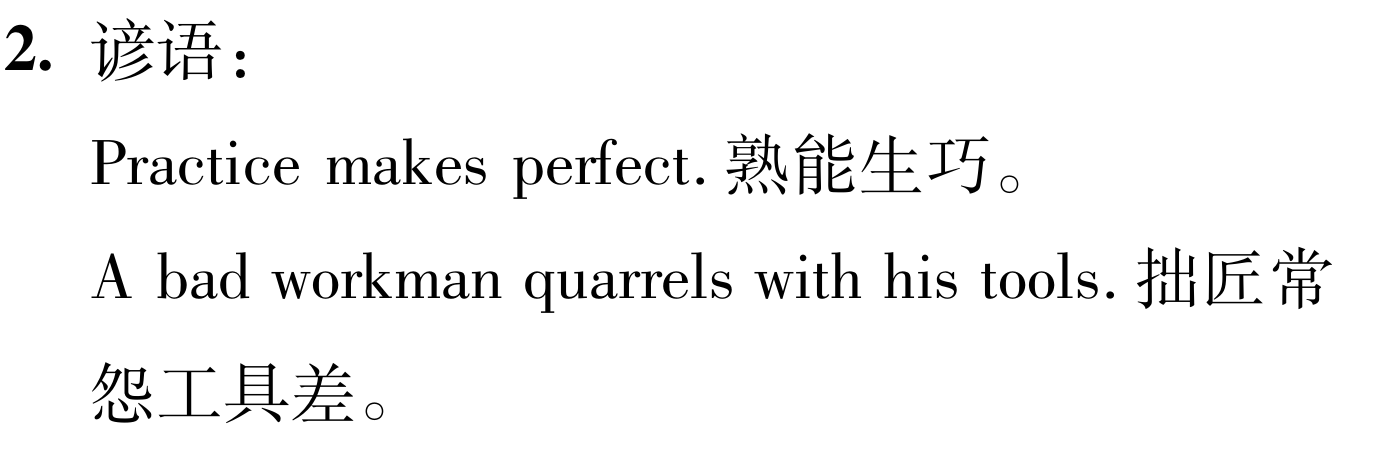 2. 谚语：
Practice makes perfect. 熟能生巧。
A bad workman quarrels with his tools. 拙匠常
怨工具差。